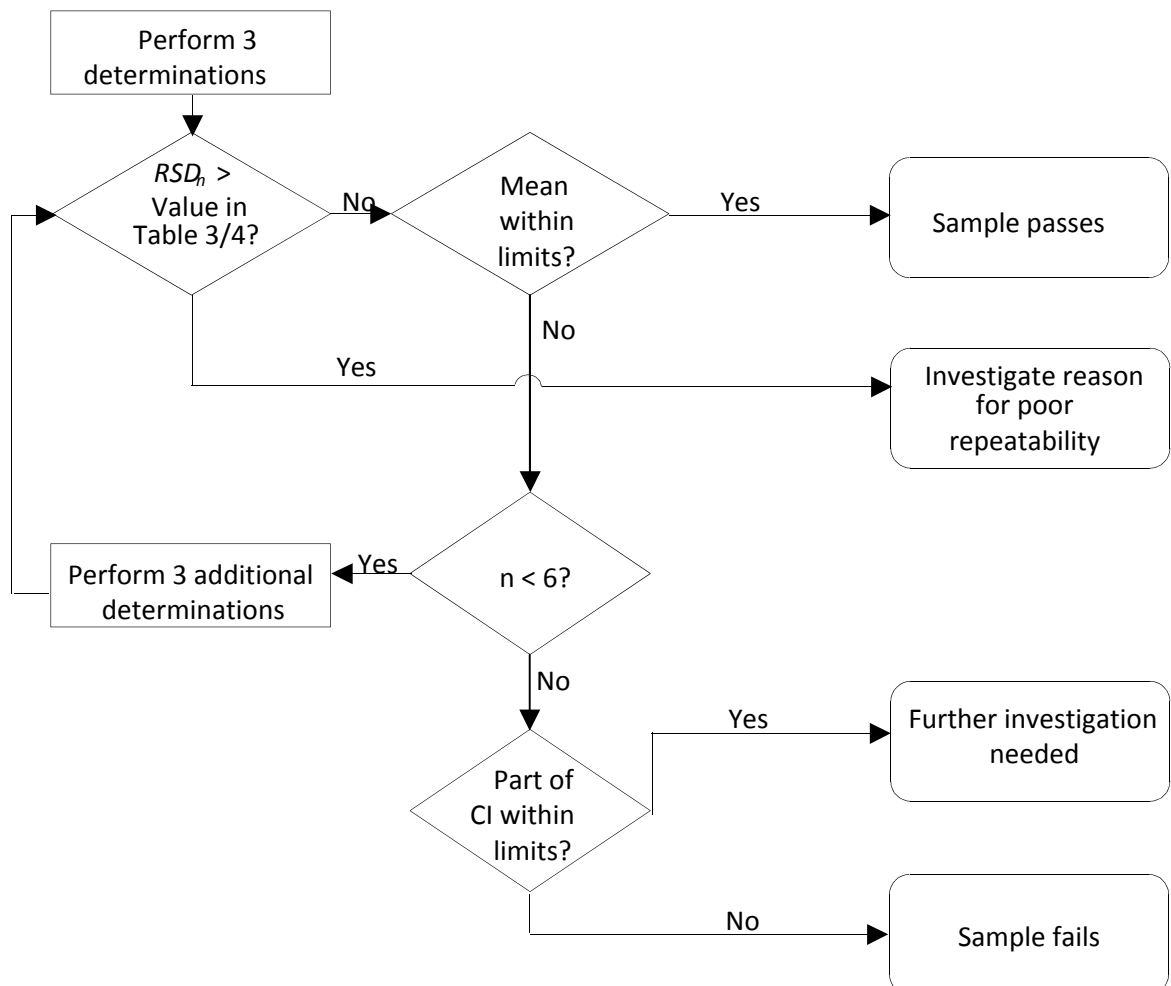 Perform 3
determinations
RSDn >
Value in
Table 3/4?
No
Mean
within
limits?
Yes
Sample passes
No
Yes
Investigate reason
for poor
repeatability
Perform 3 additional
determinations
Yes
n < 6?
No
Yes
Further investigation
needed
Part of
CI within
limits?
No
Sample fails